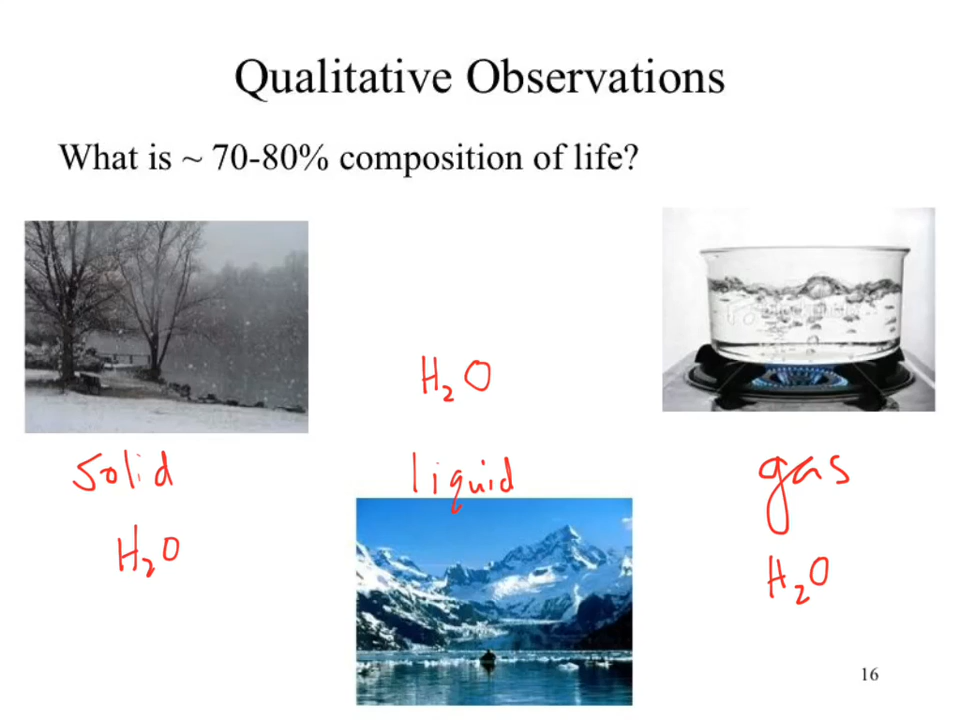 Qualitative Observations
What is ~ 70-80% composition of life?
H₂O
solid
liquid
gas
H₂O
H₂O
16